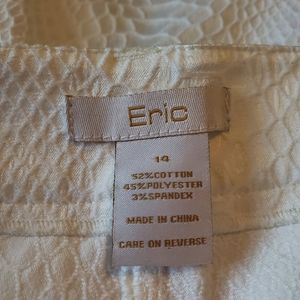 Eric
14
52%COTTON
45%POLYESTER
3%SPANDEX
MADE IN CHINA
CARE ON REVERSE